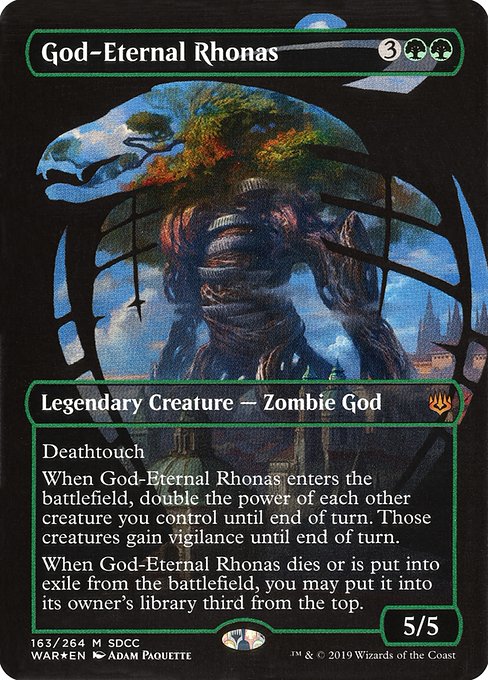 God-Eternal Rhonas 3
Legendary Creature — Zombie God
Deathtouch
When God-Eternal Rhonas enters the
battlefield, double the power of each other
creature you control until end of turn. Those
creatures gain vigilance until end of turn.
When God-Eternal Rhonas dies or is put into
exile from the battlefield, you may put it into
its owner's library third from the top.
5/5
163/264 M SDCC
WAR★EN Adam Paquette
™ & © 2019 Wizards of the Coast